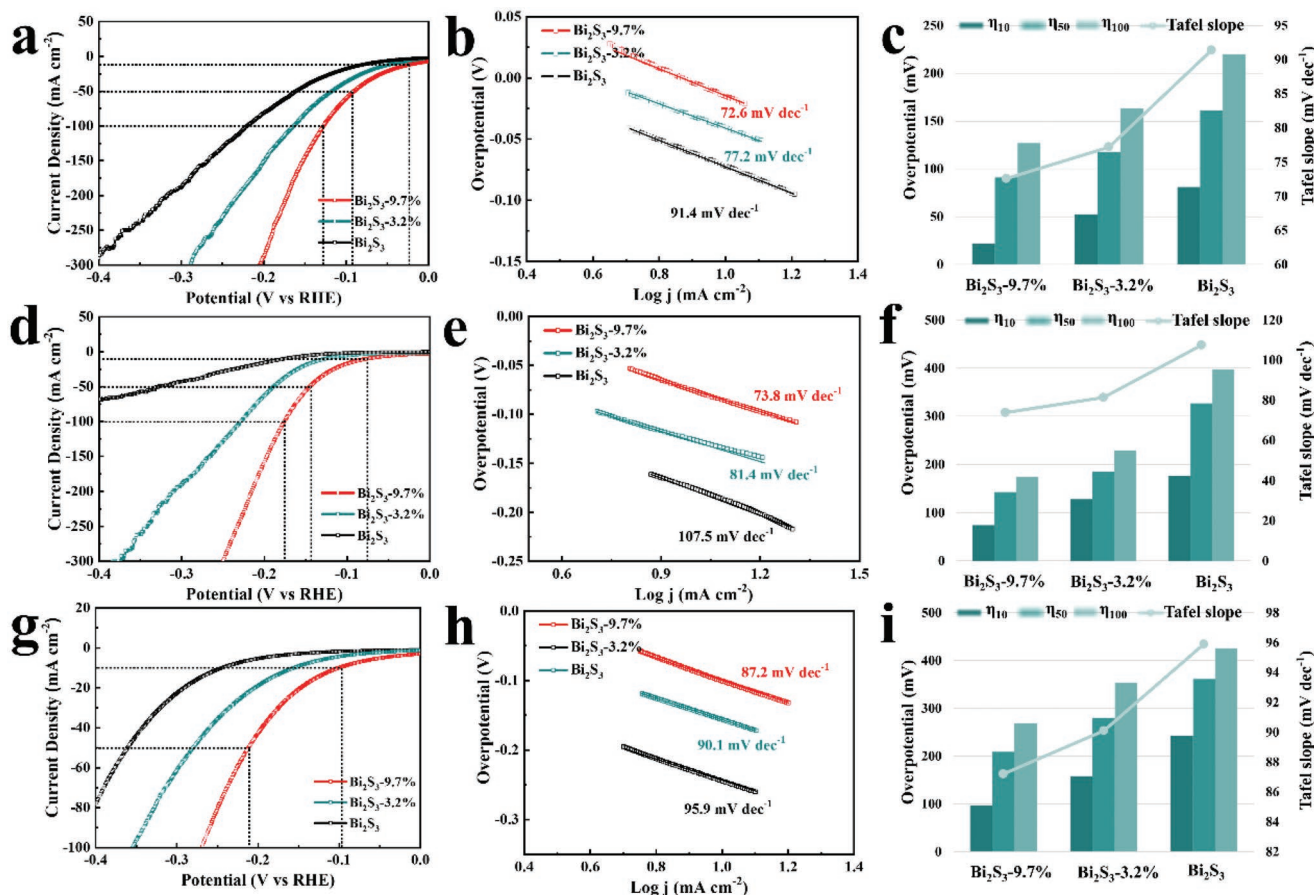 a
50
0
-50
-100
-150
-200
-250
-300
Current Density (mA cm⁻²)
-0.4
-0.3
-0.2
-0.1
0.0
Potential (V vs RHE)
Bi₂S₃-9.7%
Bi₂S₃-3.2%
Bi₂S₃
b
0.05
0.00
-0.05
-0.10
-0.15
Overpotential (V)
0.4
0.6
0.8
1.0
1.2
1.4
Log j (mA cm⁻²)
Bi₂S₃-9.7%
Bi₂S₃-3.2%
Bi₂S₃
72.6 mV dec⁻¹
77.2 mV dec⁻¹
91.4 mV dec⁻¹
c
η₁₀ η₅₀ η₁₀₀ Tafel slope
250
200
150
100
50
0
Overpotential (mV)
95
90
85
80
75
70
65
60
Tafel slope (mV dec⁻¹)
Bi₂S₃-9.7% Bi₂S₃-3.2% Bi₂S₃
d
50
0
-50
-100
-150
-200
-250
-300
Current Density (mA cm⁻²)
-0.4
-0.3
-0.2
-0.1
0.0
Potential (V vs RHE)
Bi₂S₃-9.7%
Bi₂S₃-3.2%
Bi₂S₃
e
0.00
-0.05
-0.10
-0.15
-0.20
-0.25
Overpotential (V)
0.6
0.9
1.2
1.5
Log j (mA cm⁻²)
Bi₂S₃-9.7%
Bi₂S₃-3.2%
Bi₂S₃
73.8 mV dec⁻¹
81.4 mV dec⁻¹
107.5 mV dec⁻¹
f
η₁₀ η₅₀ η₁₀₀ Tafel slope
500
400
300
200
100
0
Overpotential (mV)
120
100
80
60
40
20
0
Tafel slope (mV dec⁻¹)
Bi₂S₃-9.7% Bi₂S₃-3.2% Bi₂S₃
g
20
0
-20
-40
-60
-80
-100
Current Density (mA cm⁻²)
-0.4
-0.3
-0.2
-0.1
0.0
Potential (V vs RHE)
Bi₂S₃-9.7%
Bi₂S₃-3.2%
Bi₂S₃
h
0.0
-0.1
-0.2
-0.3
Overpotential (V)
0.4
0.6
0.8
1.0
1.2
1.4
Log j (mA cm⁻²)
Bi₂S₃-9.7%
Bi₂S₃-3.2%
Bi₂S₃
87.2 mV dec⁻¹
90.1 mV dec⁻¹
95.9 mV dec⁻¹
i
η₁₀ η₅₀ η₁₀₀ Tafel slope
500
400
300
200
100
0
Overpotential (mV)
98
96
94
92
90
88
86
84
82
Tafel slope (mV dec⁻¹)
Bi₂S₃-9.7% Bi₂S₃-3.2% Bi₂S₃